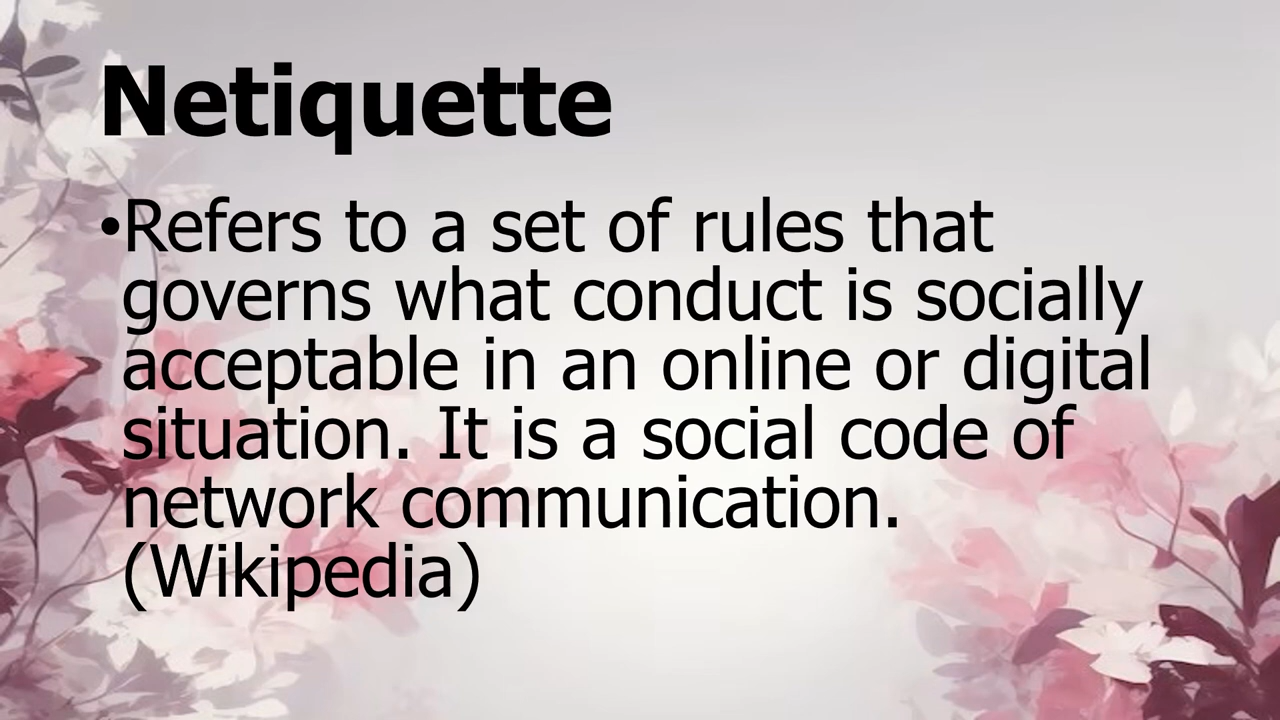 Netiquette
•Refers to a set of rules that
governs what conduct is socially
acceptable in an online or digital
situation. It is a social code of
network communication.
(Wikipedia)